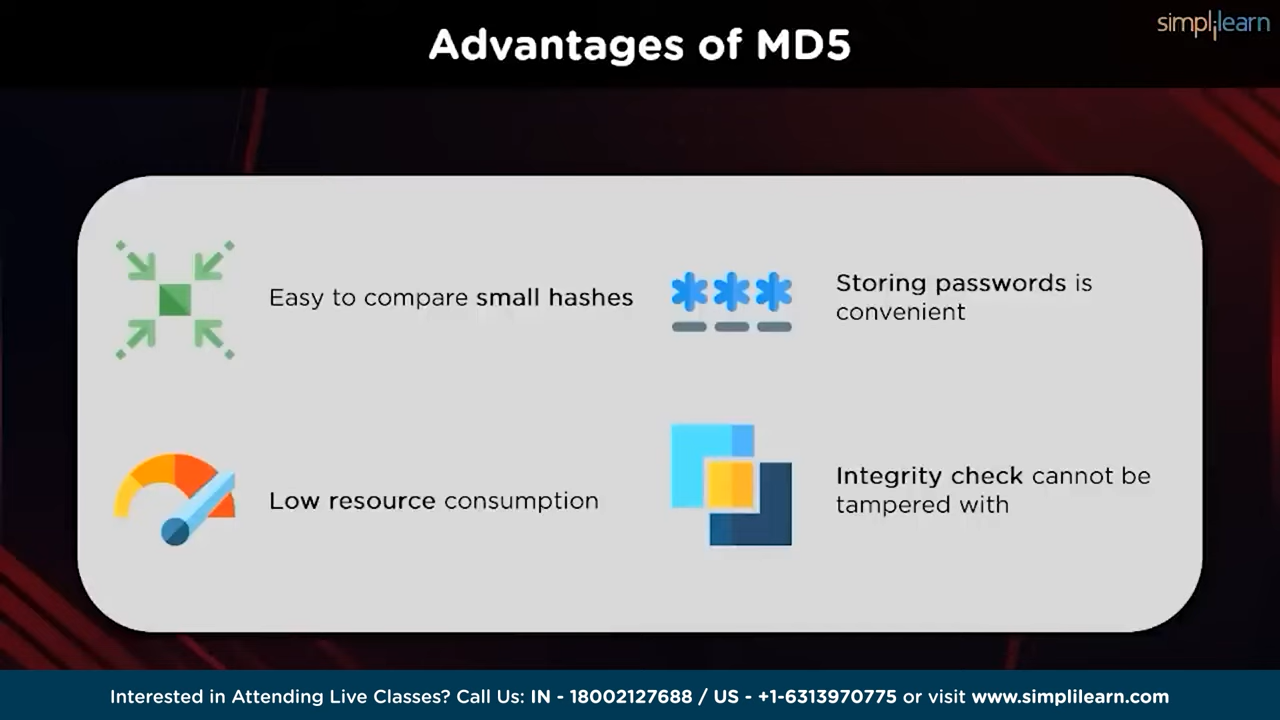 Advantages of MD5
simplilearn
Easy to compare small hashes
Storing passwords is
convenient
Low resource consumption
Integrity check cannot be
tampered with
Interested in Attending Live Classes? Call Us: IN - 18002127688 / US - +1-6313970775 or visit www.simplilearn.com